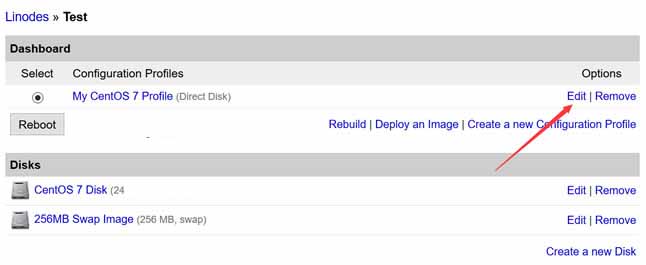 Linodes » Test
Dashboard
Select Configuration Profiles Options
My CentOS 7 Profile (Direct Disk) Edit | Remove
Reboot Rebuild | Deploy an Image | Create a new Configuration Profile
Disks
CentOS 7 Disk (24 Edit | Remove
256MB Swap Image (256 MB, swap) Edit | Remove
Create a new Disk